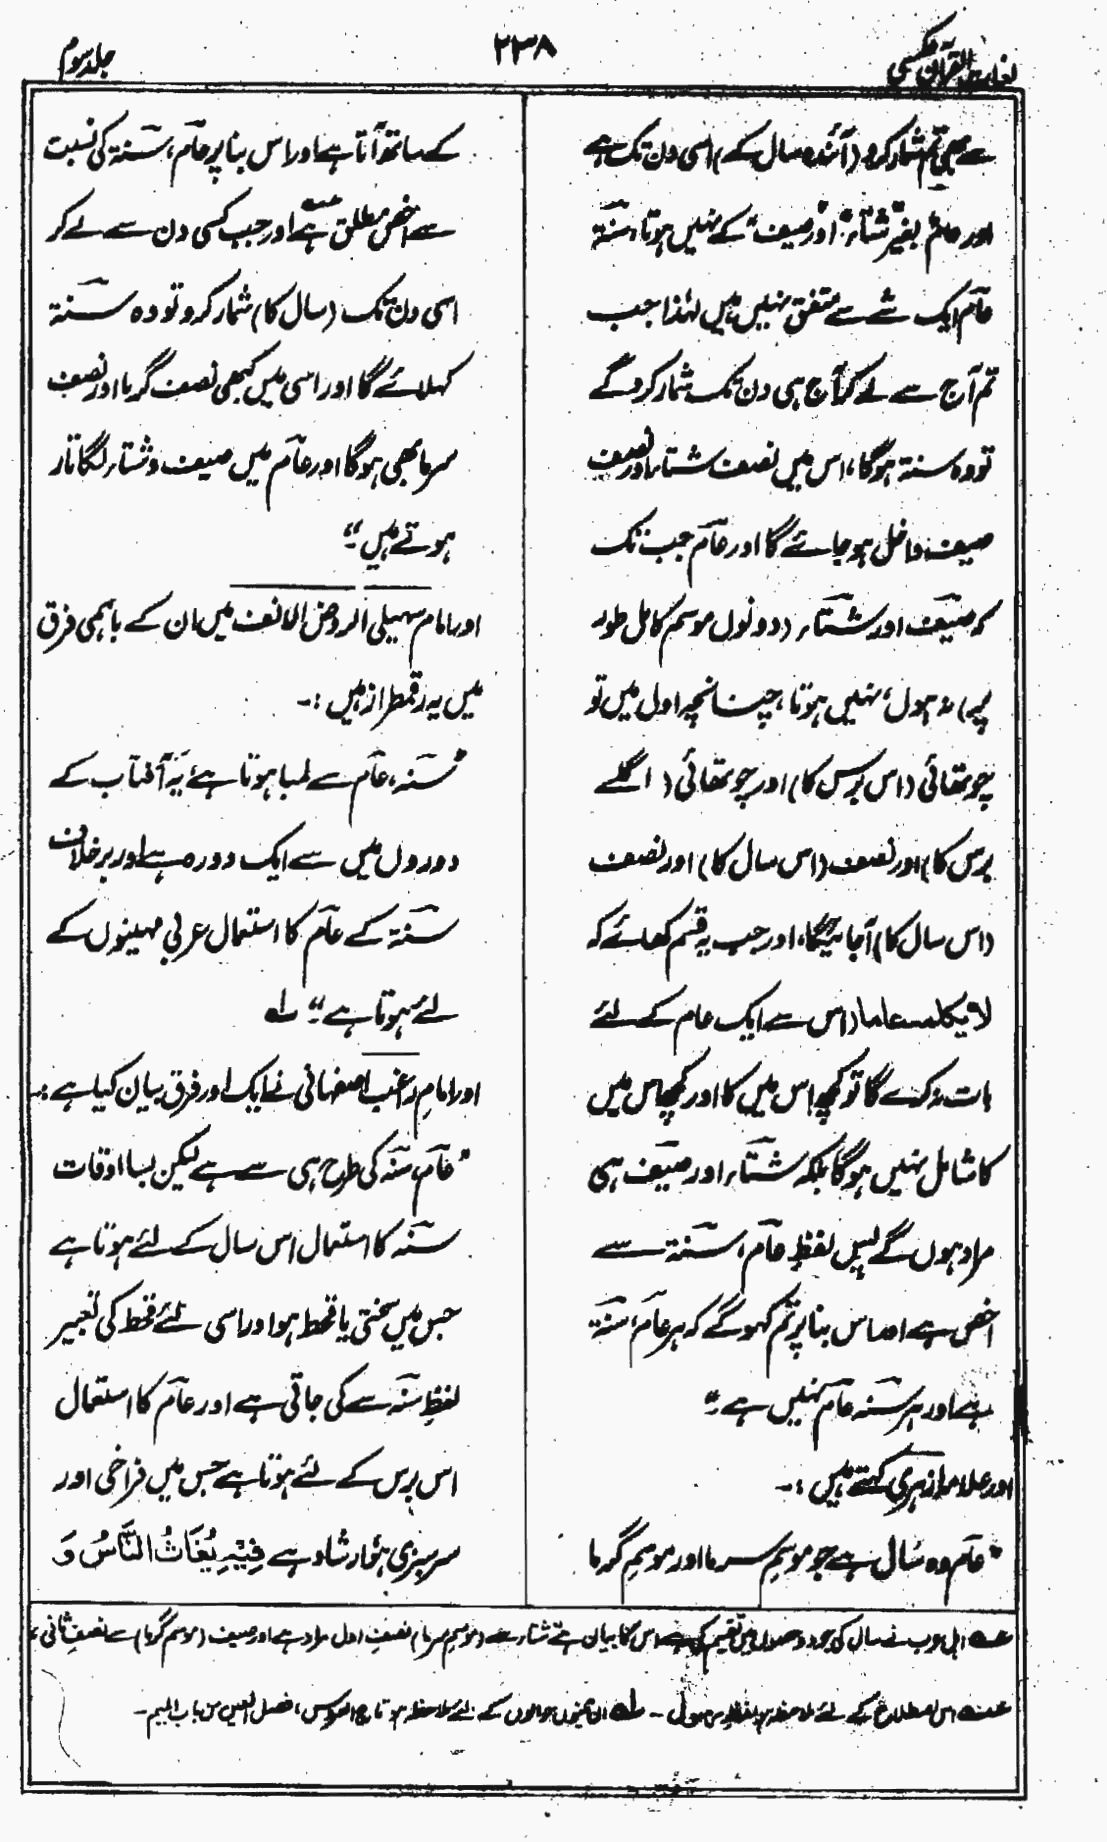 لغات القرآن عکسی
۲۳۸
جلد سوم
سے بھی تم شمار کرو (آئندہ سال کے) اسی دن تک ہے
اور عام بغیر شتاء اور صیف کے نہیں ہوتا، سنۃ
عام ایک شے سے متفق نہیں ہیں لہٰذا جب
تم آج سے لے کر آج ہی دن تک شمار کرو گے
تو وہ سنۃ ہوگا، اس میں نصف شتاء اور نصف
صیف داخل ہو جائے گا اور عام جب تک
کہ صیف اور شتاء (دونوں موسم کامل طور
پر) نہ ہوں، نہیں ہوتا، چنانچہ اول میں تو
چوتھائی (اس برس کا) اور چوتھائی (اگلے
برس کا) اور نصف (اس سال کا) اور نصف
(اس سال کا) آجائیگا، اور جب یہ قسم کھائے کہ
لا یکلمہ عاما (اس سے ایک عام کے لئے
بات نہ کرے گا تو کچھ اس میں کا اور کچھ اس میں
کا شامل نہیں ہوگا بلکہ شتاء اور صیف ہی
مراد ہوں گے پس لفظِ عام، سنۃ سے
اخص ہے اور اس بنا پر تم کہو گے کہ ہر عام، سنۃ
ہے اور ہر سنہ عام نہیں ہے۔"
اور علامہ ازہری کہتے ہیں :-
"عام وہ سال ہے جو موسمِ سرما اور موسمِ گرما
کے ساتھ آتا ہے اور اس بنا پر عام، سنۃ کی نسبت
سے اخص مطلق ہے اور جب کسی دن سے لے کر
اسی دن تک (سال کا) شمار کرو تو وہ سنۃ
کہلائے گا اور اسی میں کبھی نصف گرما اور نصف
سرما بھی ہوگا اور عام میں صیف و شتاء لگاتار
ہوتے ہیں۔"
اور امام سہیلی الروض الانف میں ان کے باہمی فرق
میں یہ رقمطراز ہیں :-
"سنہ، عام سے لمبا ہوتا ہے یہ آفتاب کے
دوروں میں سے ایک دورہ ہے اور برخلاف
سنۃ کے عام کا استعمال عربی مہینوں کے
لئے ہوتا ہے۔" لہ
اور امام راغب اصفہانی نے ایک اور فرق بیان کیا ہے :-
"عام، سنہ کی طرح ہی سے ہے لیکن بسا اوقات
سنہ کا استعمال اس سال کے لئے ہوتا ہے
جس میں سختی یا قحط ہو اور اسی لئے قحط کی تعبیر
لفظِ سنہ سے کی جاتی ہے اور عام کا استعمال
اس برس کے لئے ہوتا ہے جس میں فراخی اور
سرسبزی ہو، ارشاد ہے فِيْهِ يُغَاثُ النَّاسُ وَ
عہ اہل عرب نے سال کی جو دو حصوں میں تقسیم کی ہے اس کا بیان ہے شتاء سے (موسمِ سرما) نصفِ اول مراد ہے اور صیف (موسم گرما) سے نصفِ ثانی
عہ اس اصطلاح کے لئے ملاحظہ ہو لفظ ۔ لہ ان تینوں حوالوں کے لئے ملاحظہ ہو تاج العروس، فصل العین من باب المیم۔